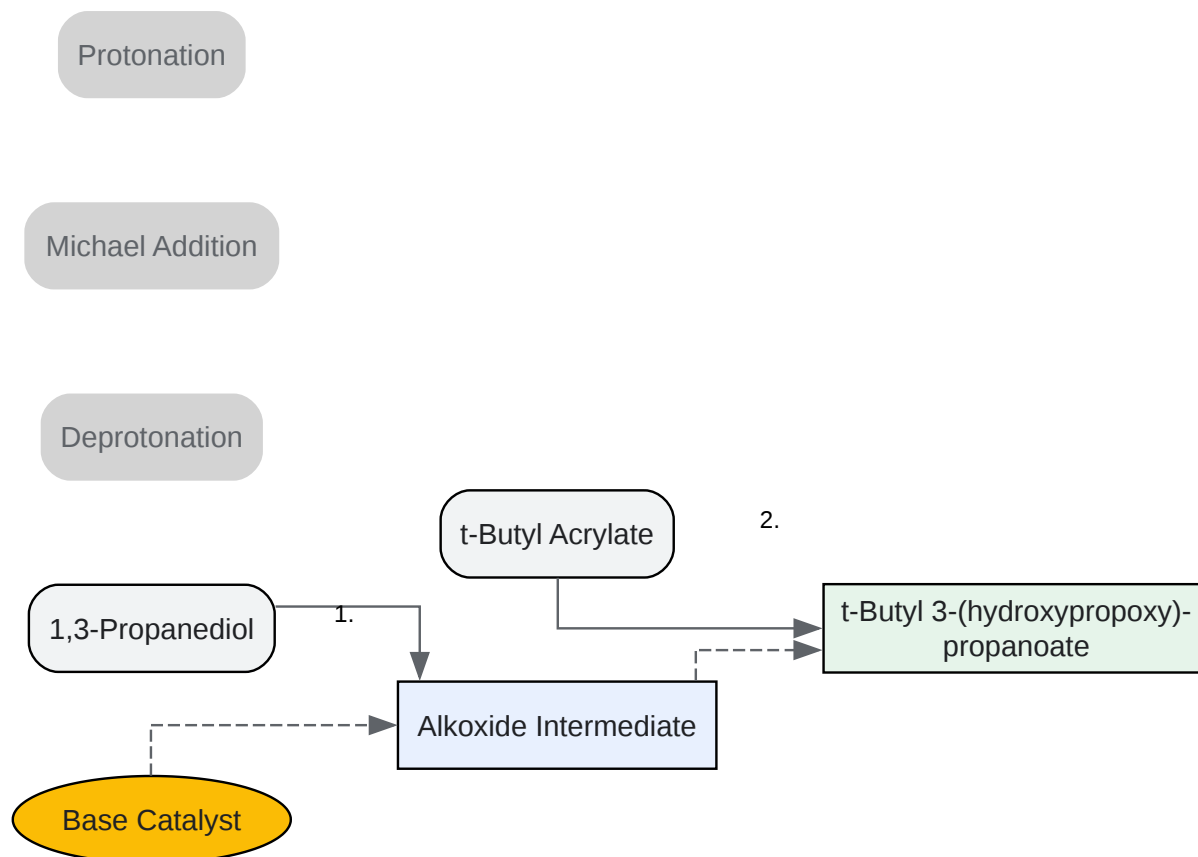 Protonation
Michael Addition
Deprotonation
t-Butyl Acrylate
2.
1,3-Propanediol
1.
t-Butyl 3-(hydroxypropoxy)-
propanoate
Alkoxide Intermediate
Base Catalyst